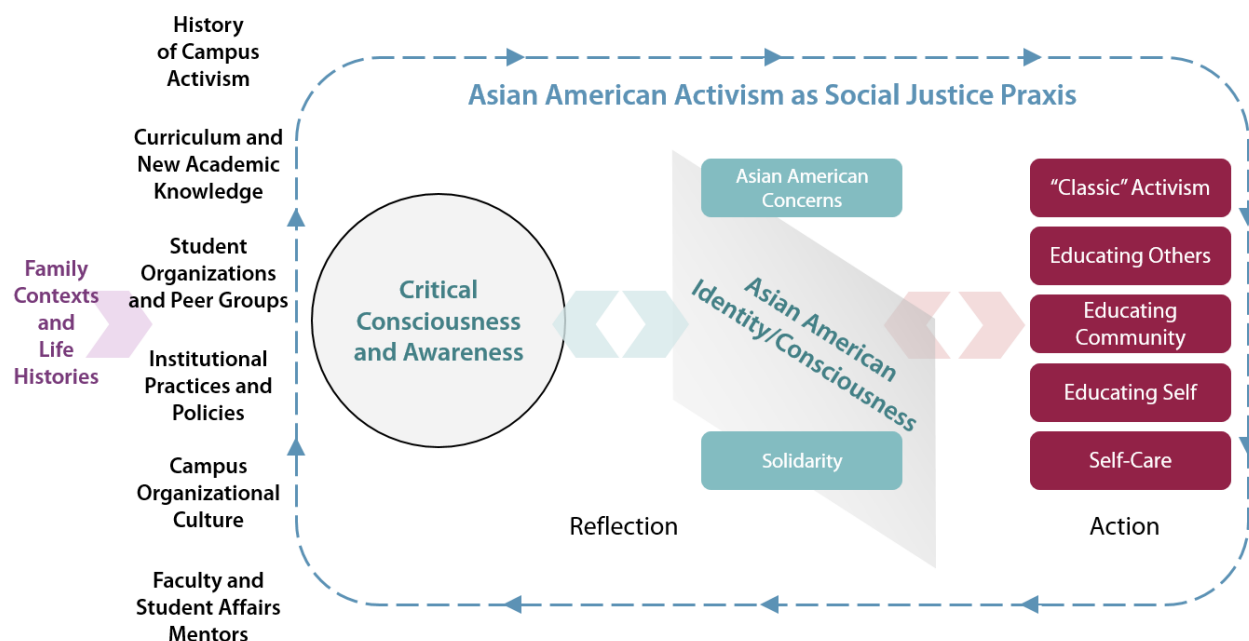 History
of Campus
Activism
Curriculum and
New Academic
Knowledge
Student
Organizations
and Peer Groups
Institutional
Practices and
Policies
Campus
Organizational
Culture
Faculty and
Student Affairs
Mentors
Family
Contexts
and
Life
Histories
Asian American Activism as Social Justice Praxis
Critical
Consciousness
and Awareness
Asian American
Concerns
Asian American
Identity/Consciousness
Solidarity
Reflection
“Classic” Activism
Educating Others
Educating
Community
Educating Self
Self-Care
Action